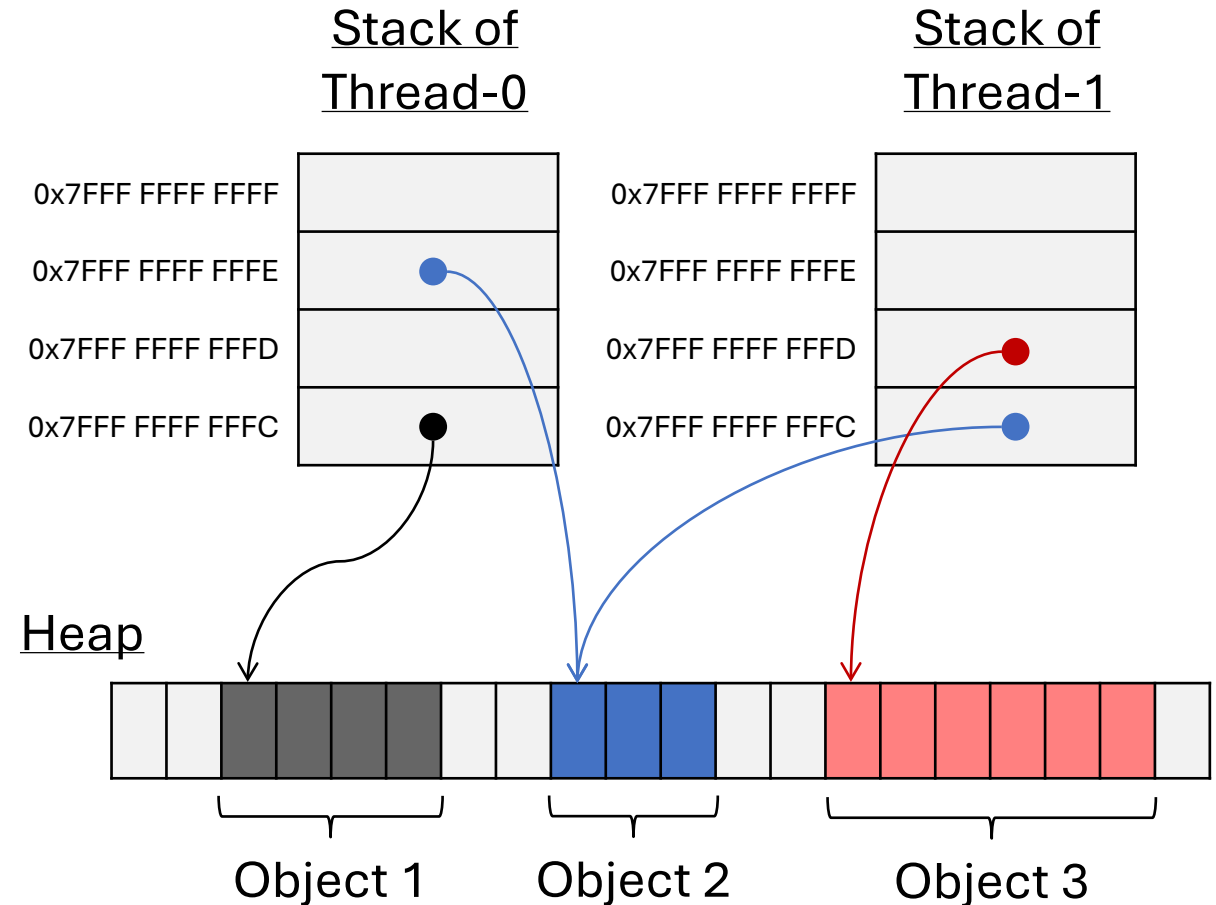 Stack of
Thread-0
Stack of
Thread-1
0x7FFF FFFF FFFF
0x7FFF FFFF FFFE
0x7FFF FFFF FFFD
0x7FFF FFFF FFFC
0x7FFF FFFF FFFF
0x7FFF FFFF FFFE
0x7FFF FFFF FFFD
0x7FFF FFFF FFFC
Heap
Object 1
Object 2
Object 3